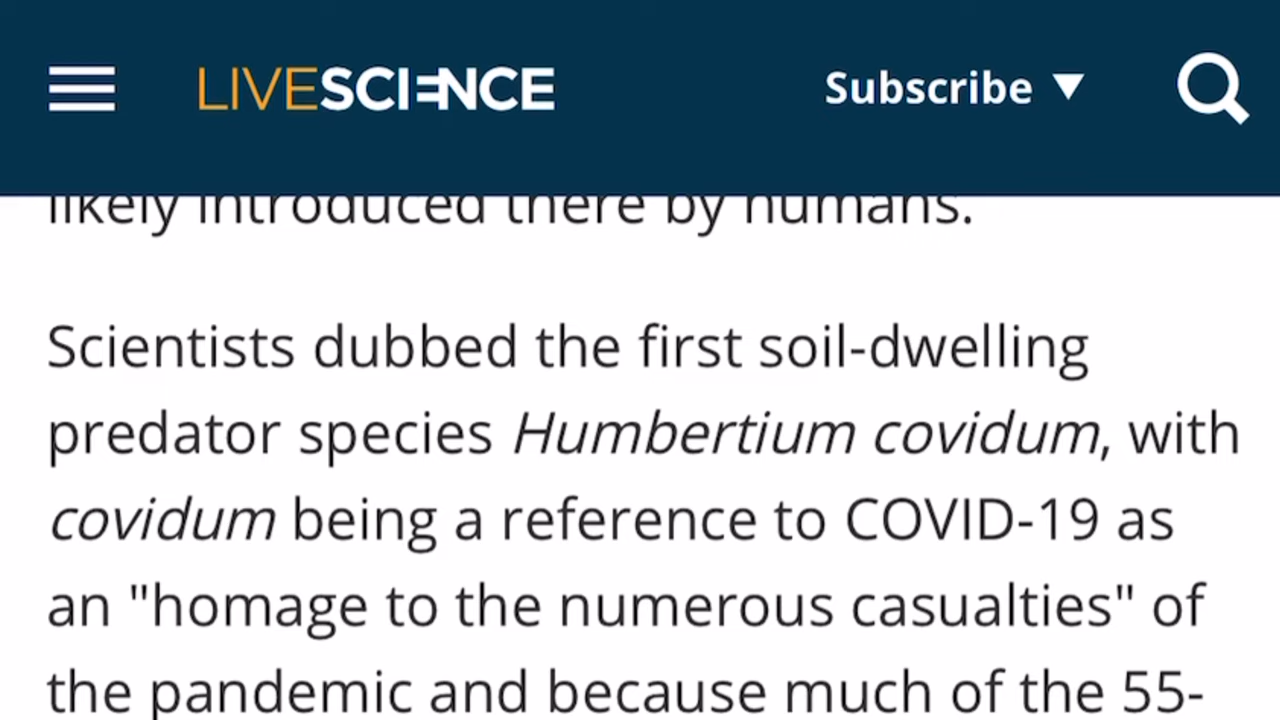 LIVESCIENCE
Subscribe
likely introduced there by humans.
Scientists dubbed the first soil-dwelling
predator species Humbertium covidum, with
covidum being a reference to COVID-19 as
an "homage to the numerous casualties" of
the pandemic and because much of the 55-